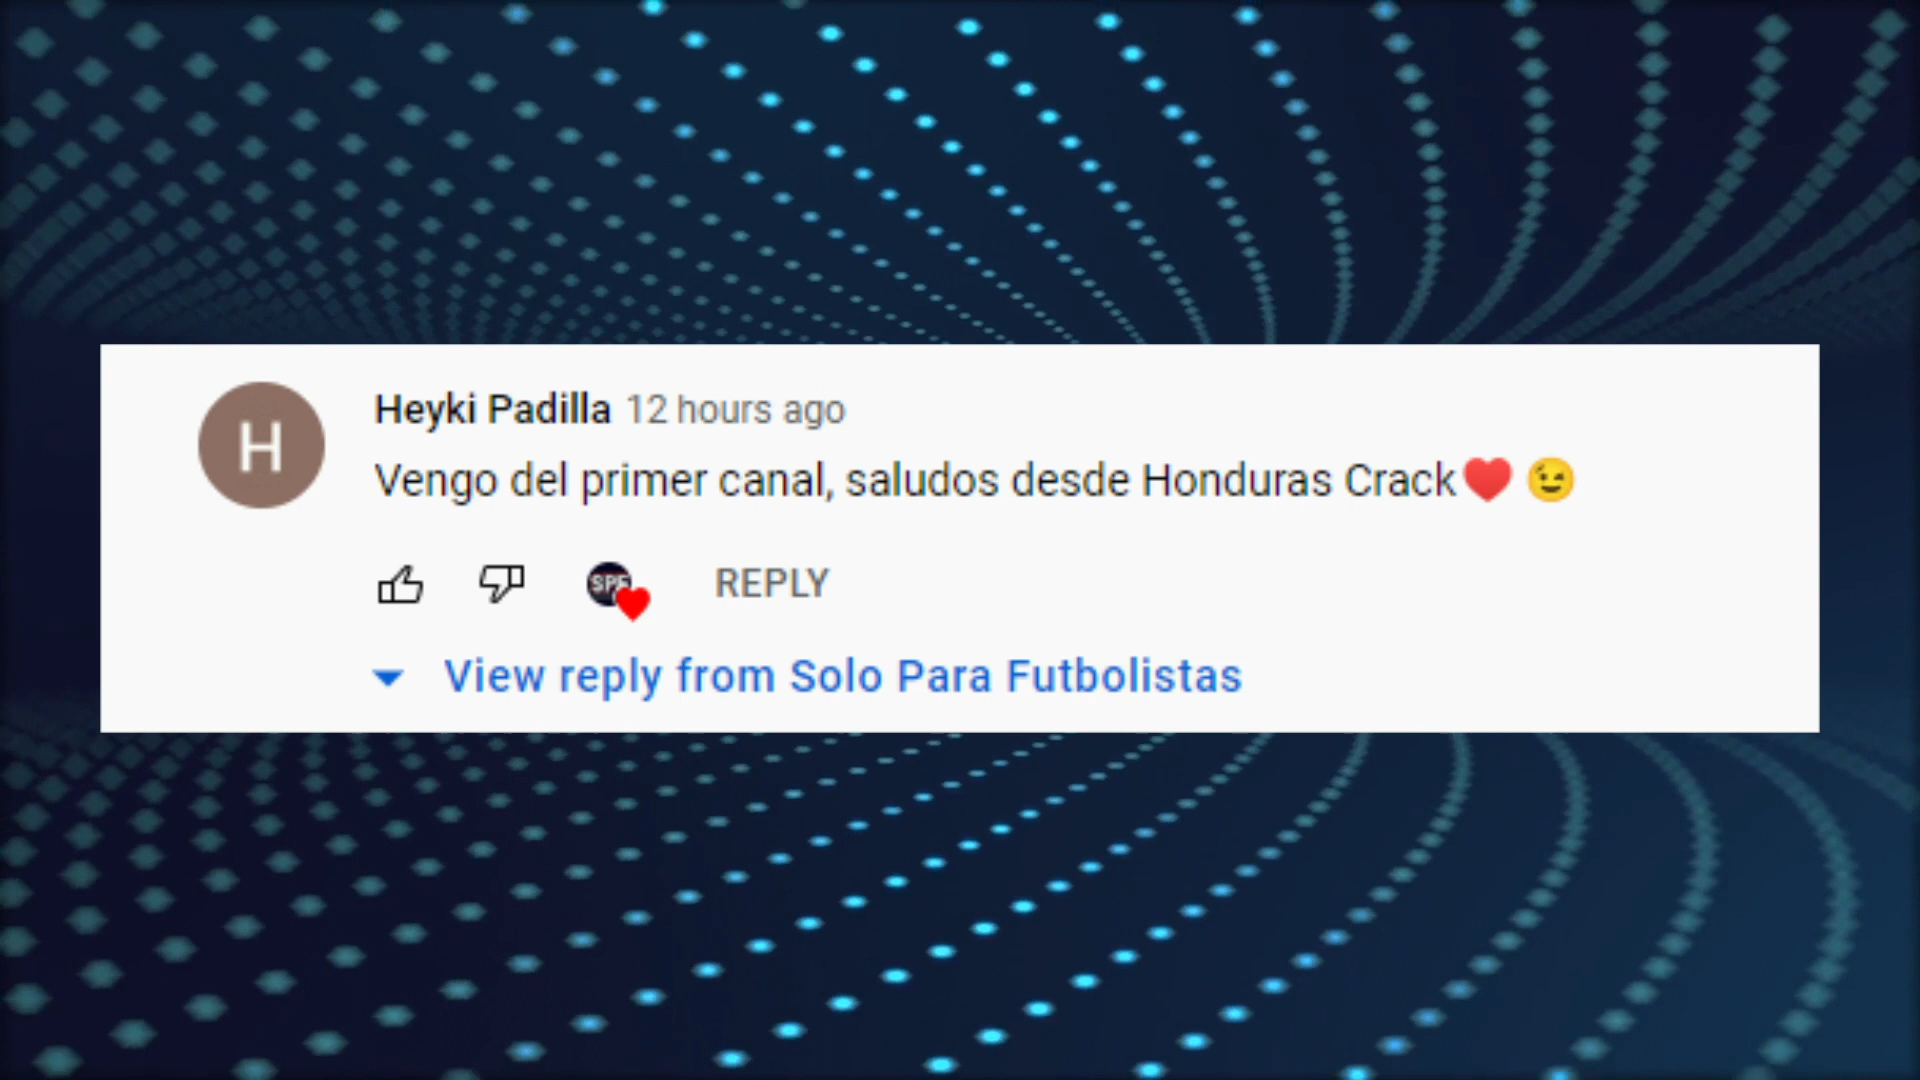 H
Heyki Padilla 12 hours ago
Vengo del primer canal, saludos desde Honduras Crack❤️ 😉
SPF
REPLY
View reply from Solo Para Futbolistas